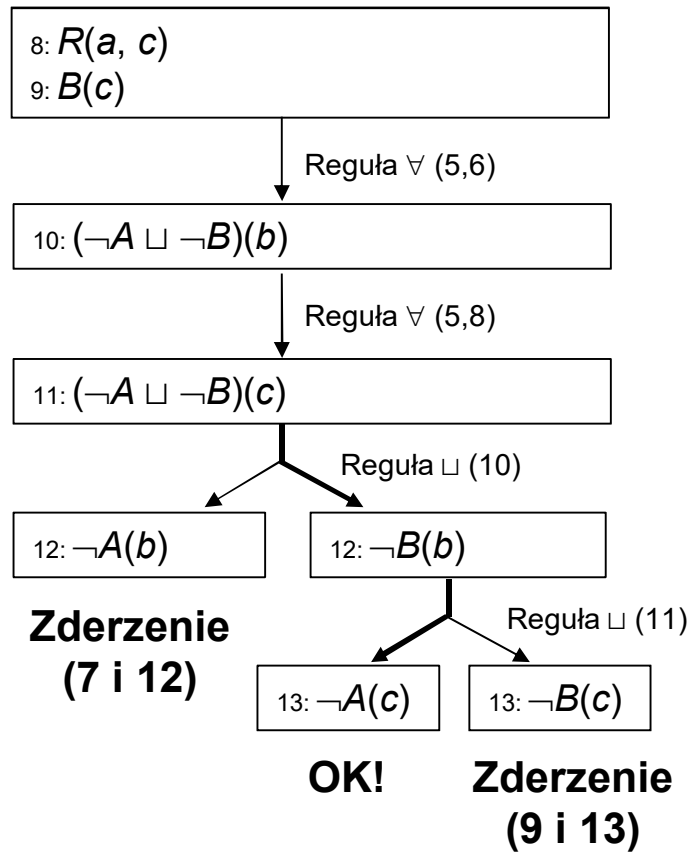 8: R(a, c)
9: B(c)
Reguła ∀ (5,6)
10: (¬A ⊔ ¬B)(b)
Reguła ∀ (5,8)
11: (¬A ⊔ ¬B)(c)
Reguła ⊔ (10)
12: ¬A(b)
12: ¬B(b)
Zderzenie
(7 i 12)
Reguła ⊔ (11)
13: ¬A(c)
13: ¬B(c)
OK!
Zderzenie
(9 i 13)